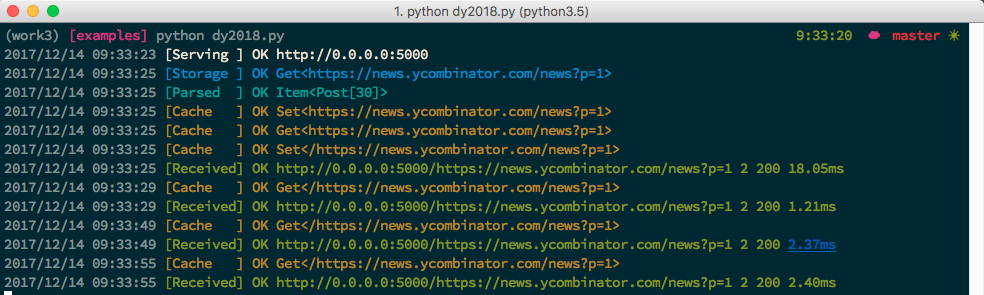 1. python dy2018.py (python3.5)
(work3) [examples] python dy2018.py 9:33:20 master
2017/12/14 09:33:23 [Serving ] OK http://0.0.0.0:5000
2017/12/14 09:33:25 [Storage ] OK Get<https://news.ycombinator.com/news?p=1>
2017/12/14 09:33:25 [Parsed  ] OK Item<Post[30]>
2017/12/14 09:33:25 [Cache   ] OK Set<https://news.ycombinator.com/news?p=1>
2017/12/14 09:33:25 [Cache   ] OK Get<https://news.ycombinator.com/news?p=1>
2017/12/14 09:33:25 [Cache   ] OK Set</https://news.ycombinator.com/news?p=1>
2017/12/14 09:33:25 [Received] OK http://0.0.0.0:5000/https://news.ycombinator.com/news?p=1 2 200 18.05ms
2017/12/14 09:33:29 [Cache   ] OK Get</https://news.ycombinator.com/news?p=1>
2017/12/14 09:33:29 [Received] OK http://0.0.0.0:5000/https://news.ycombinator.com/news?p=1 2 200 1.21ms
2017/12/14 09:33:49 [Cache   ] OK Get</https://news.ycombinator.com/news?p=1>
2017/12/14 09:33:49 [Received] OK http://0.0.0.0:5000/https://news.ycombinator.com/news?p=1 2 200 2.37ms
2017/12/14 09:33:55 [Cache   ] OK Get</https://news.ycombinator.com/news?p=1>
2017/12/14 09:33:55 [Received] OK http://0.0.0.0:5000/https://news.ycombinator.com/news?p=1 2 200 2.40ms